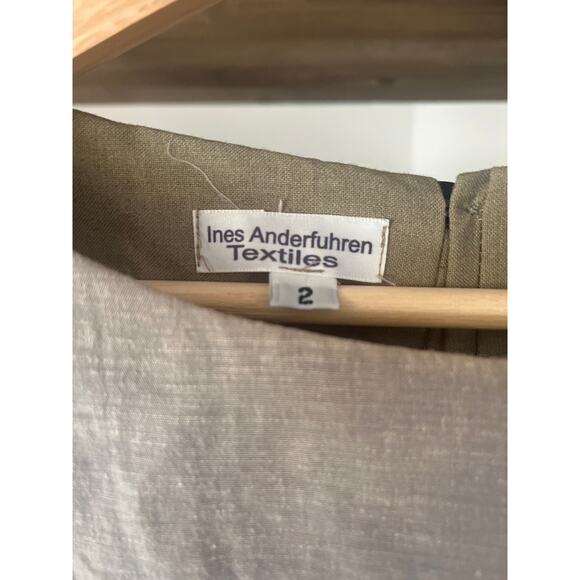 Ines Anderfuhren
Textiles
2